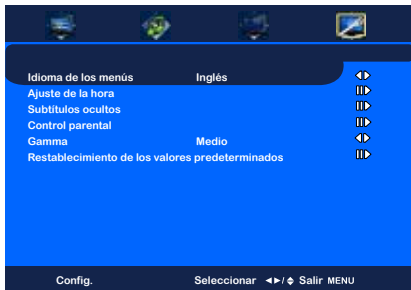 Idioma de los menús Inglés
Ajuste de la hora
Subtítulos ocultos
Control parental
Gamma Medio
Restablecimiento de los valores predeterminados
Config. Seleccionar ◄►/◆ Salir MENU